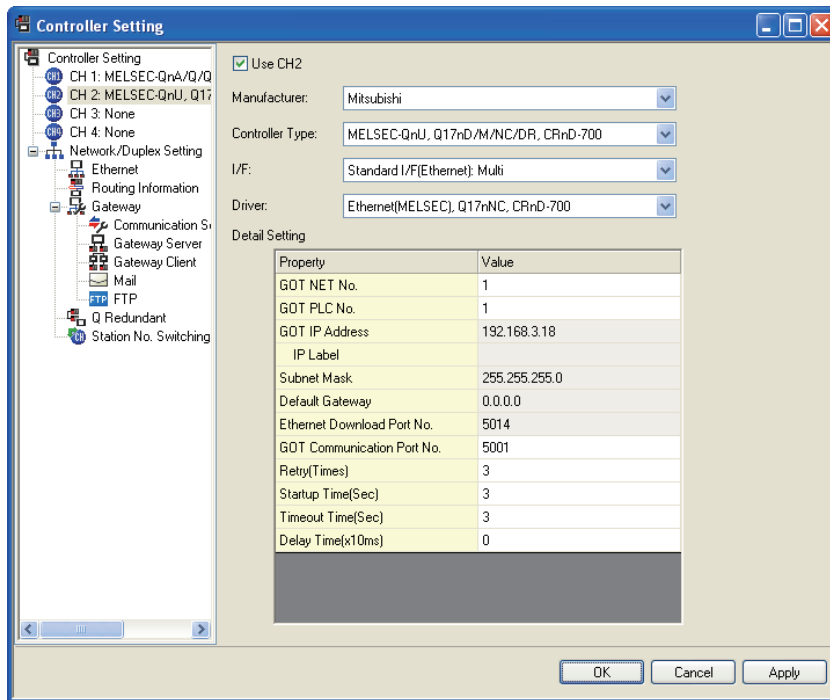 Controller Setting
Controller Setting
CH 1: MELSEC-QnA/Q/Q
CH 2: MELSEC-QnU, Q17
CH 3: None
CH 4: None
Network/Duplex Setting
Ethernet
Routing Information
Gateway
Communication S
Gateway Server
Gateway Client
Mail
FTP FTP
Q Redundant
Station No. Switching
Use CH2
Manufacturer: Mitsubishi
Controller Type: MELSEC-QnU, Q17nD/M/NC/DR, CRnD-700
I/F: Standard I/F(Ethernet): Multi
Driver: Ethernet(MELSEC), Q17nNC, CRnD-700
Detail Setting
Property Value
GOT NET No. 1
GOT PLC No. 1
GOT IP Address 192.168.3.18
IP Label
Subnet Mask 255.255.255.0
Default Gateway 0.0.0.0
Ethernet Download Port No. 5014
GOT Communication Port No. 5001
Retry(Times) 3
Startup Time(Sec) 3
Timeout Time(Sec) 3
Delay Time(x10ms) 0
OK Cancel Apply